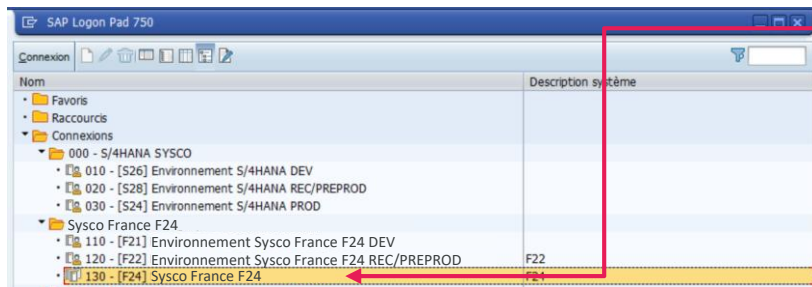 SAP Logon Pad 750
Connexion
Nom Description système
Favoris
Raccourcis
Connexions
000 - S/4HANA SYSCO
010 - [S26] Environnement S/4HANA DEV
020 - [S28] Environnement S/4HANA REC/PREPROD
030 - [S24] Environnement S/4HANA PROD
Sysco France F24
110 - [F21] Environnement Sysco France F24 DEV
120 - [F22] Environnement Sysco France F24 REC/PREPROD F22
130 - [F24] Sysco France F24 F24